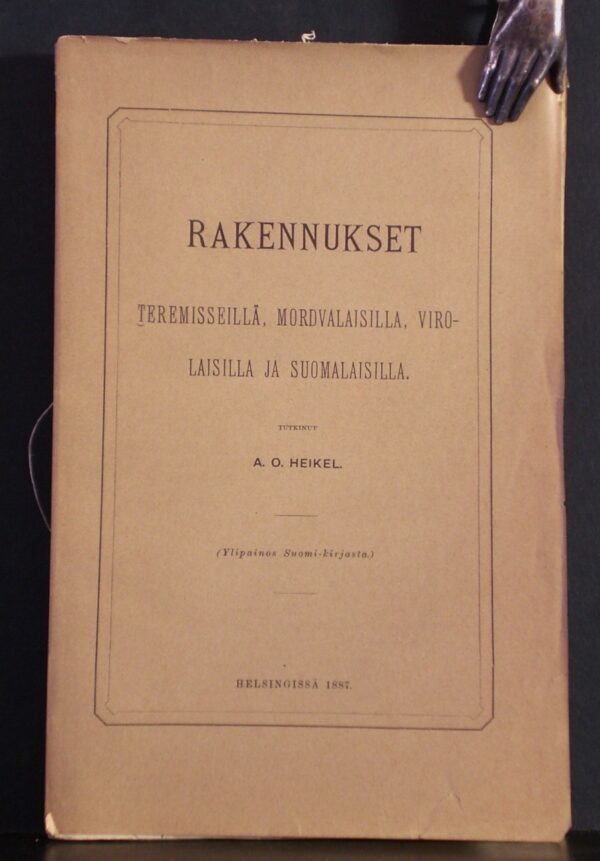 RAKENNUKSET
TEREMISSEILLÄ, MORDVALAISILLA, VIRO-
LAISILLA JA SUOMALAISILLA.
TUTKINUT
A. O. HEIKEL.
(Ylipainos Suomi-kirjasta.)
HELSINGISSÄ 1887.